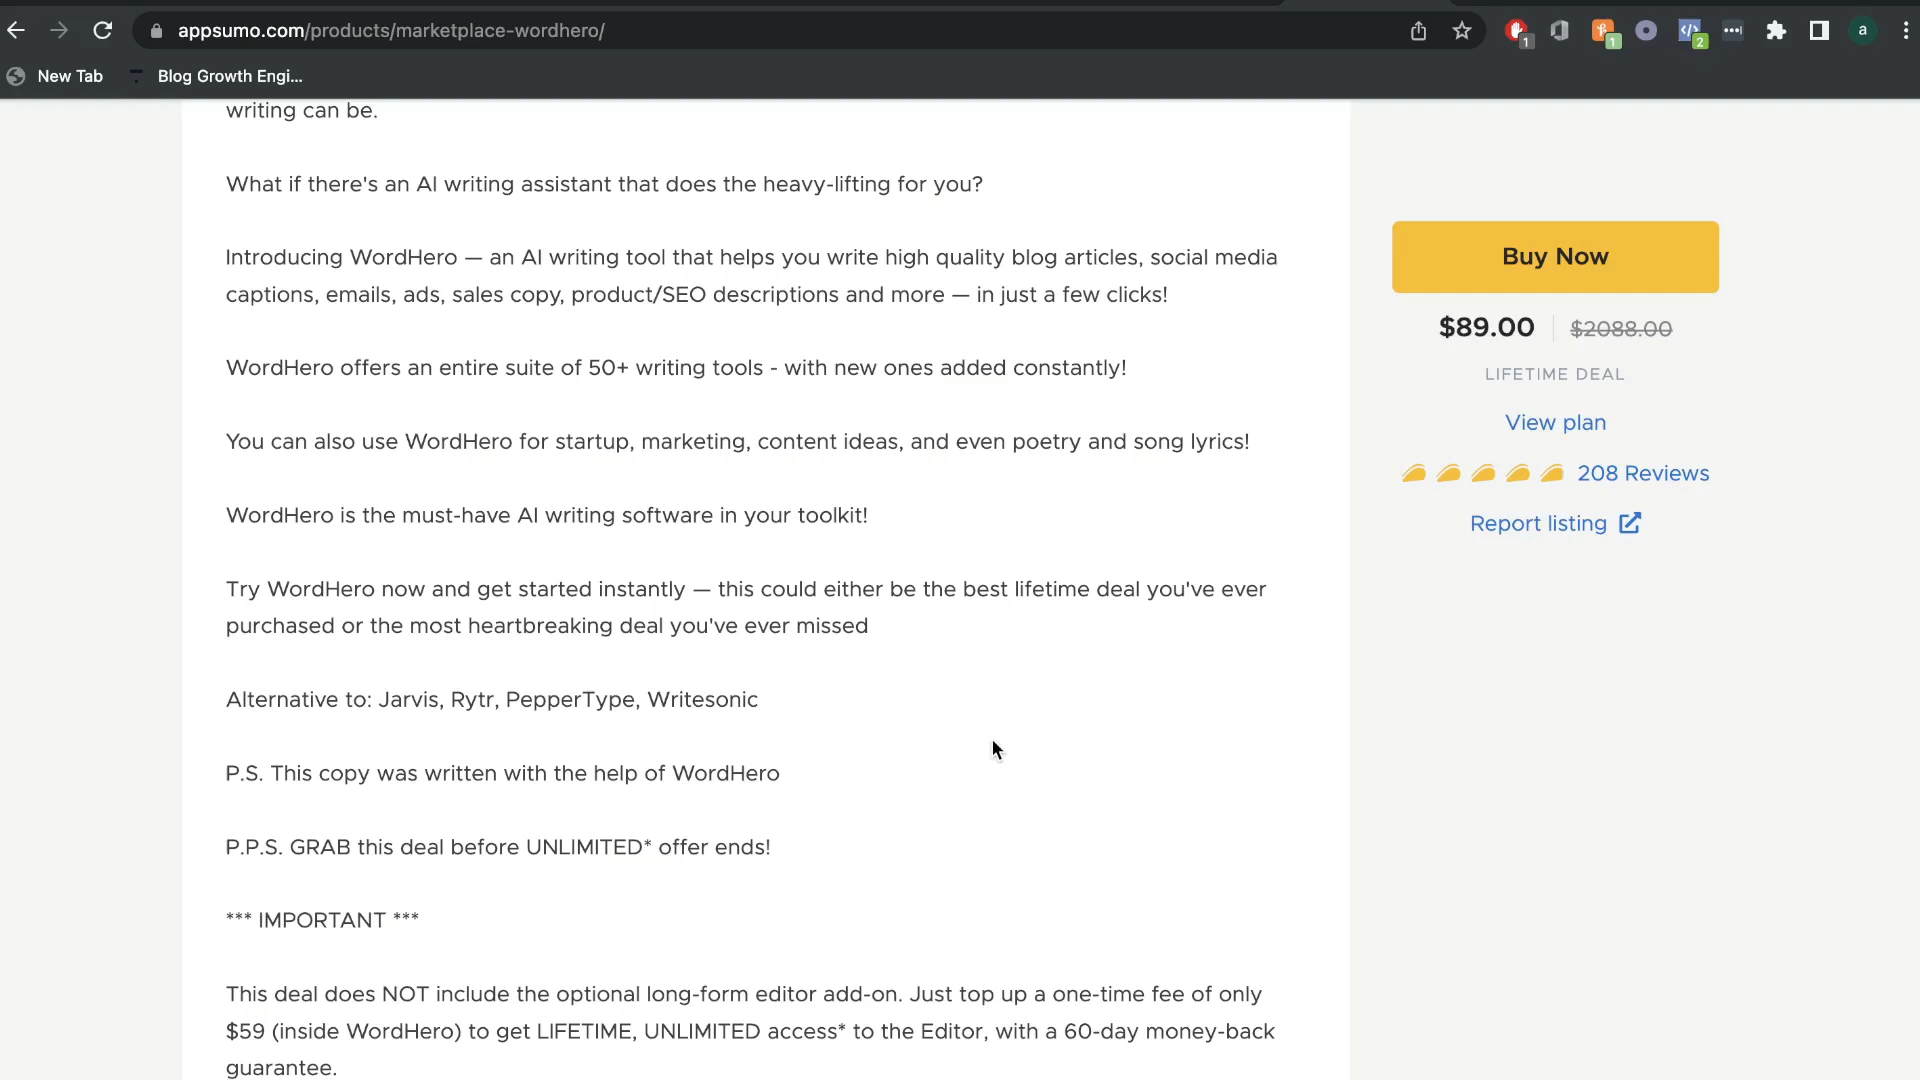 appsumo.com/products/marketplace-wordhero/
1
1
2
a
New Tab
Blog Growth Engi...
writing can be.
What if there's an AI writing assistant that does the heavy-lifting for you?
Introducing WordHero — an AI writing tool that helps you write high quality blog articles, social media
captions, emails, ads, sales copy, product/SEO descriptions and more — in just a few clicks!
WordHero offers an entire suite of 50+ writing tools - with new ones added constantly!
You can also use WordHero for startup, marketing, content ideas, and even poetry and song lyrics!
WordHero is the must-have AI writing software in your toolkit!
Try WordHero now and get started instantly — this could either be the best lifetime deal you've ever
purchased or the most heartbreaking deal you've ever missed
Alternative to: Jarvis, Rytr, PepperType, Writesonic
P.S. This copy was written with the help of WordHero
P.P.S. GRAB this deal before UNLIMITED* offer ends!
*** IMPORTANT ***
This deal does NOT include the optional long-form editor add-on. Just top up a one-time fee of only
$59 (inside WordHero) to get LIFETIME, UNLIMITED access* to the Editor, with a 60-day money-back
guarantee.
Buy Now
$89.00 $2088.00
LIFETIME DEAL
View plan
208 Reviews
Report listing